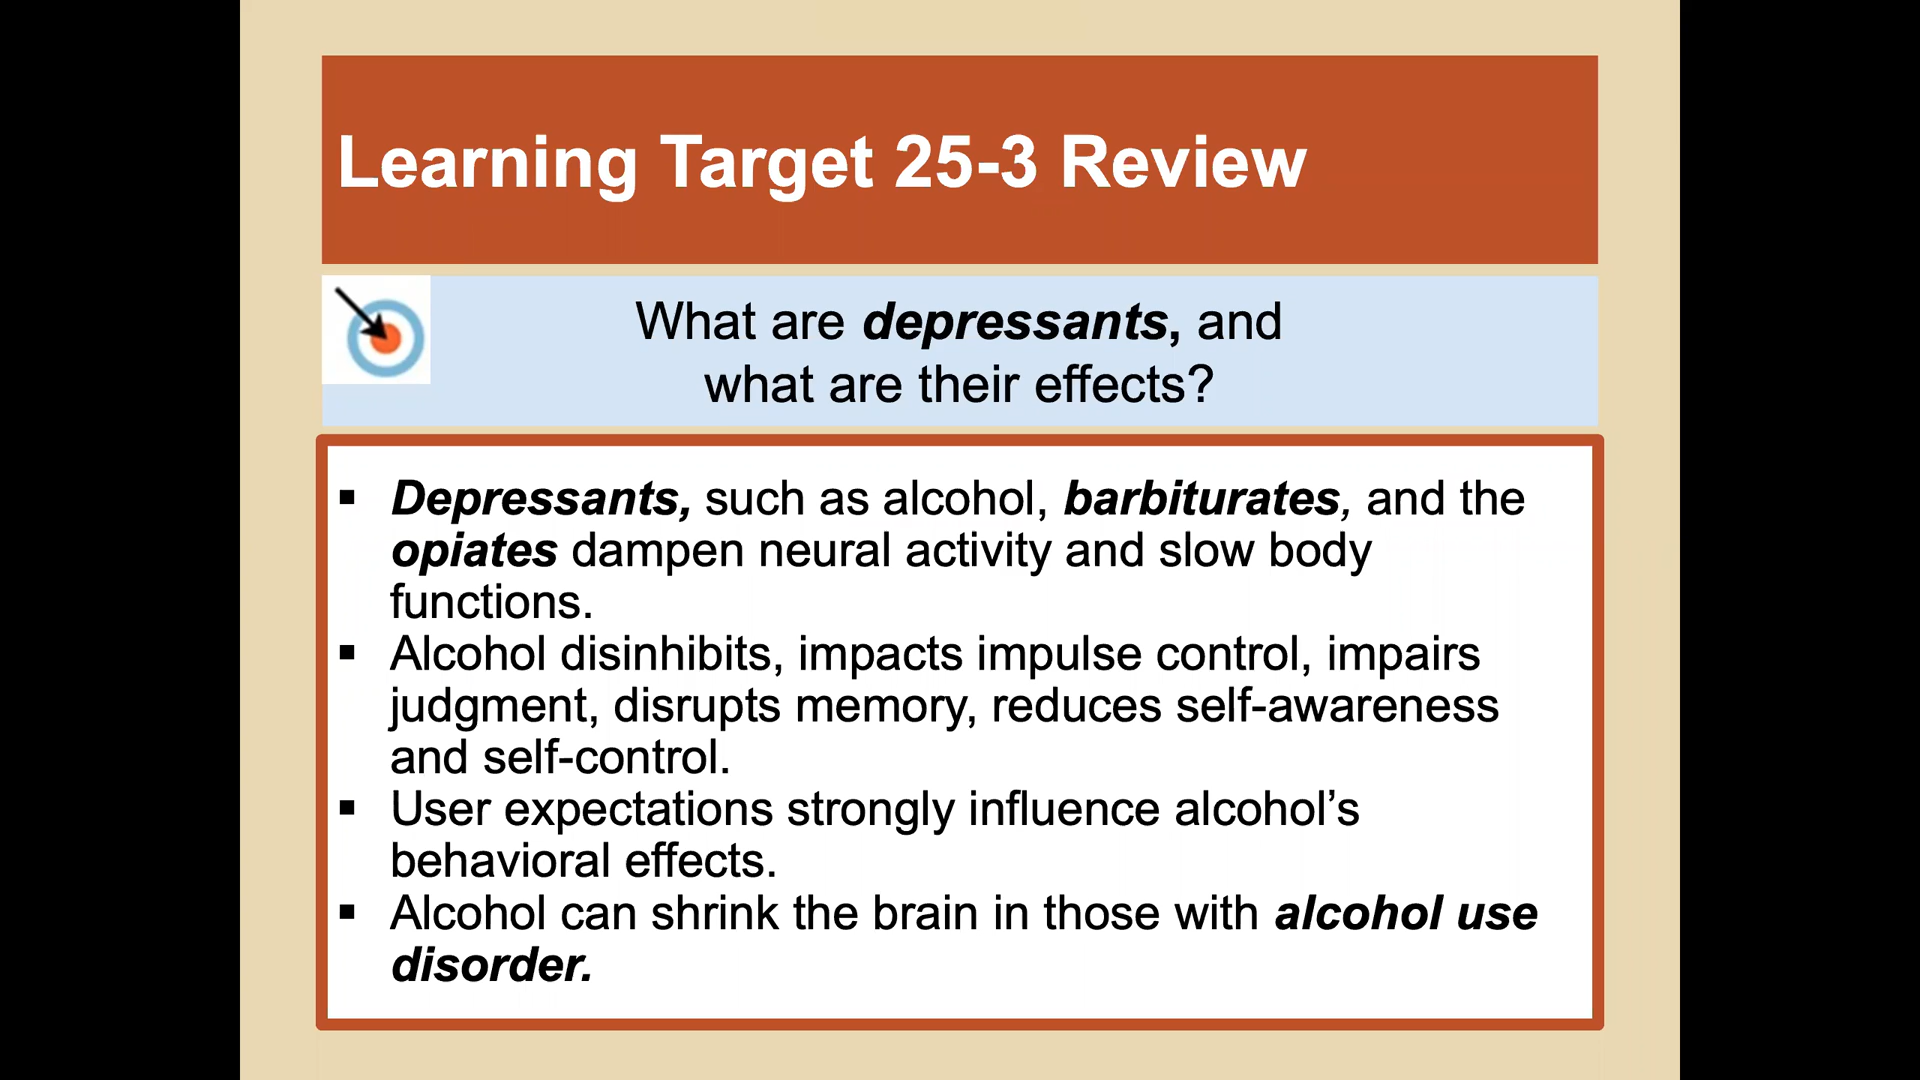 Learning Target 25-3 Review
What are depressants, and
what are their effects?
▪ Depressants, such as alcohol, barbiturates, and the
opiates dampen neural activity and slow body
functions.
▪ Alcohol disinhibits, impacts impulse control, impairs
judgment, disrupts memory, reduces self-awareness
and self-control.
▪ User expectations strongly influence alcohol’s
behavioral effects.
▪ Alcohol can shrink the brain in those with alcohol use
disorder.